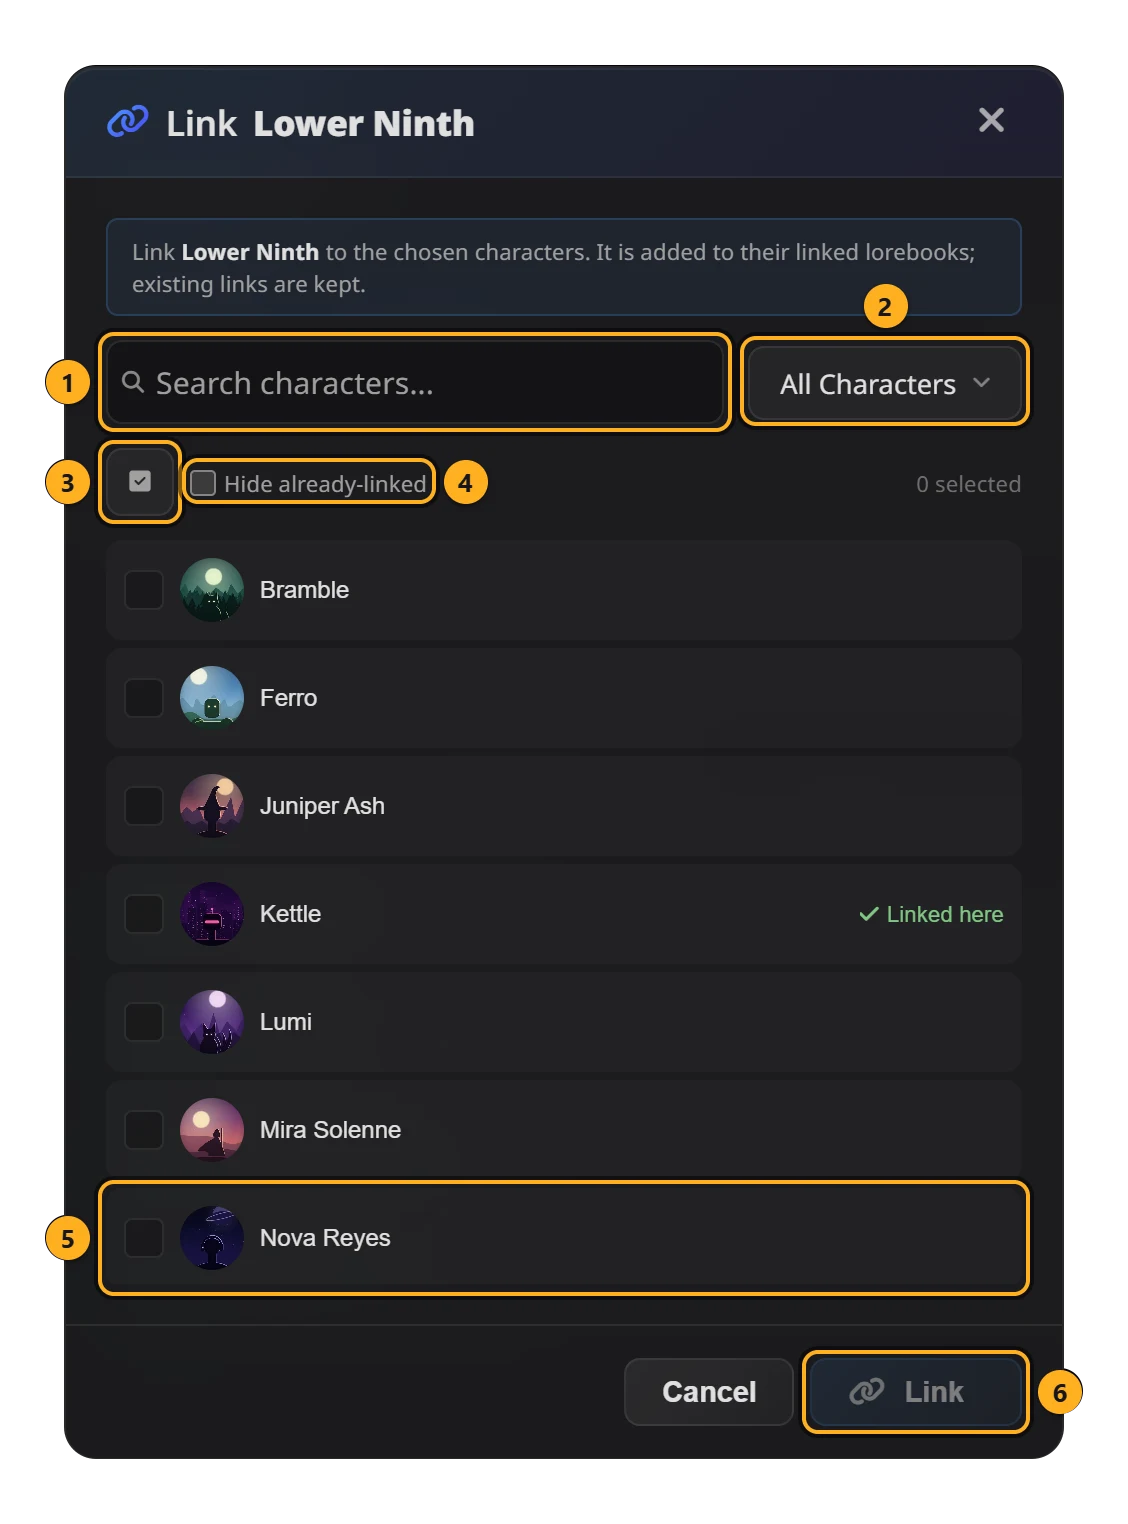 Link Lower Ninth
Link Lower Ninth to the chosen characters. It is added to their linked lorebooks;
existing links are kept.
2
1
Search characters...
All Characters
3
Hide already-linked
4
0 selected
Bramble
Ferro
Juniper Ash
Kettle
Linked here
Lumi
Mira Solenne
5
Nova Reyes
Cancel
Link
6